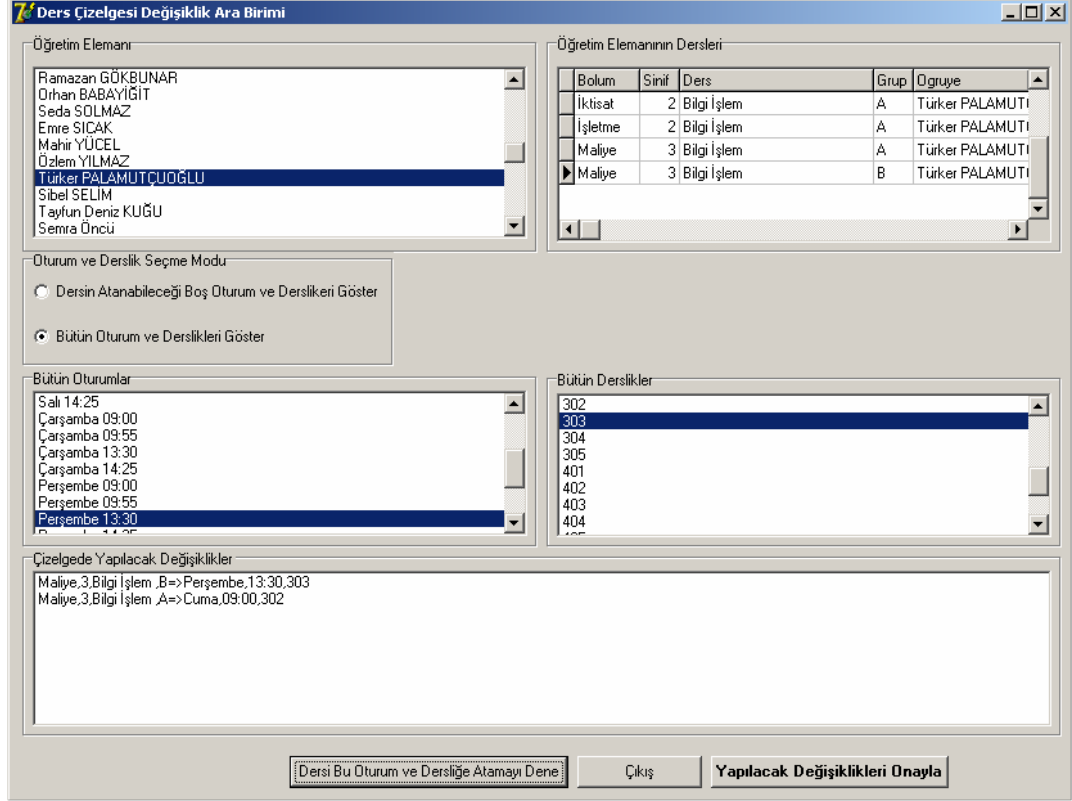 Ders Çizelgesi Değişiklik Ara Birimi
Öğretim Elemanı
Ramazan GÖKBUNAR
Orhan BABAYİĞİT
Seda SOLMAZ
Emre SICAK
Mahir YÜCEL
Özlem YILMAZ
Türker PALAMUTÇUOĞLU
Sibel SELİM
Tayfun Deniz KUĞU
Semra Öncü
Öğretim Elemanının Dersleri
Bolum Sinif Ders Grup Ogruye
İktisat 2 Bilgi İşlem A Türker
İşletme 2 Bilgi İşlem A Türker
Maliye 3 Bilgi İşlem A Türker
Maliye 3 Bilgi İşlem B Türker
Oturum ve Derslik Seçme Modu
Dersin Atanabileceği Boş Oturum ve Derslikeri Göster
Bütün Oturum ve Derslikleri Göster
Bütün Oturumlar
Salı 14:25
Çarşamba 09:00
Çarşamba 09:55
Çarşamba 13:30
Çarşamba 14:25
Perşembe 09:00
Perşembe 09:55
Perşembe 13:30
Bütün Derslikler
302
303
304
305
401
402
403
404
Çizelgede Yapılacak Değişiklikler
Maliye,3,Bilgi İşlem ,B=>Perşembe,13:30,303
Maliye,3,Bilgi İşlem ,A=>Cuma,09:00,302
Dersi Bu Oturum ve Dersliğe Atamayı Dene
Çıkış
Yapılacak Değişiklikleri Onayla